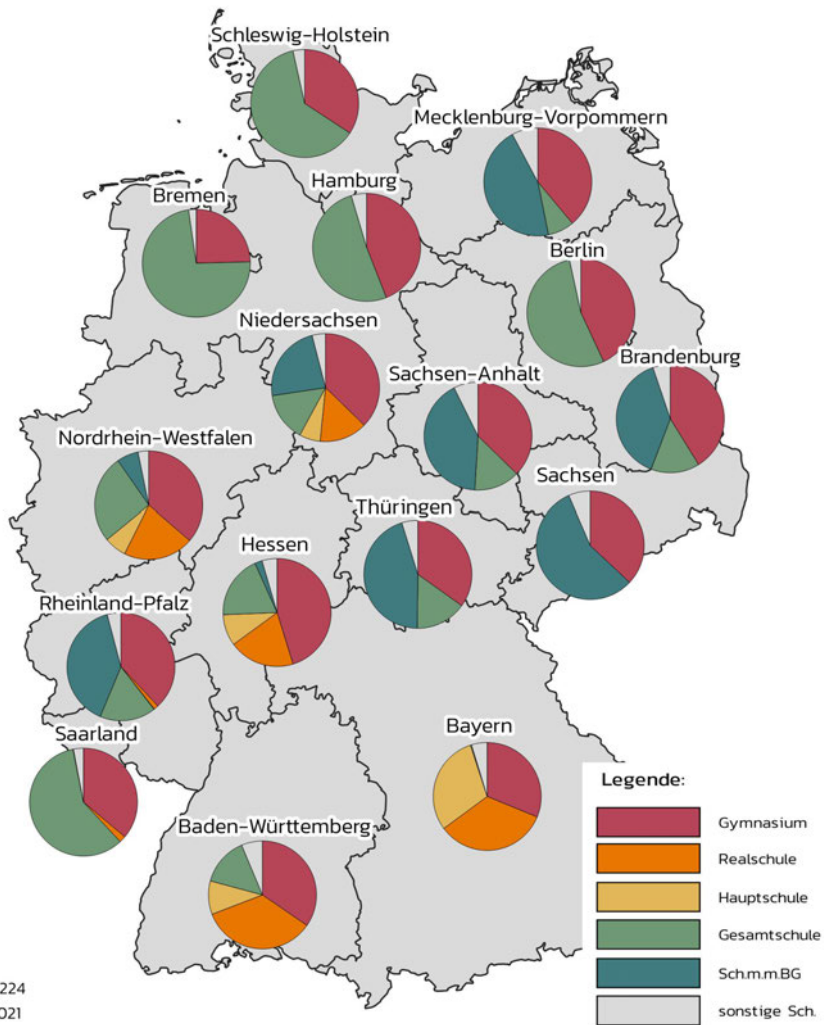 Schleswig-Holstein
Mecklenburg-Vorpommern
Hamburg
Bremen
Berlin
Niedersachsen
Brandenburg
Sachsen-Anhalt
Nordrhein-Westfalen
Sachsen
Thüringen
Hessen
Rheinland-Pfalz
Saarland
Bayern
Baden-Württemberg
Legende:
Gymnasium
Realschule
Hauptschule
Gesamtschule
Sch.m.m.BG
sonstige Sch.
224
021